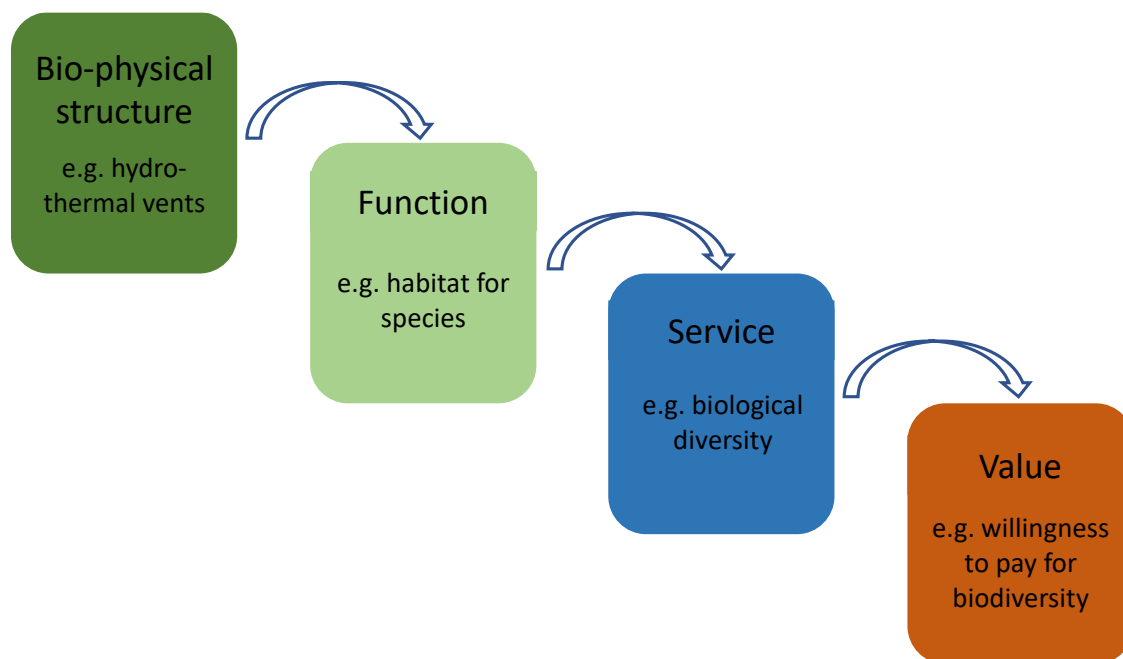 Bio-physical
structure
e.g. hydro-
thermal vents
Function
e.g. habitat for
species
Service
e.g. biological
diversity
Value
e.g. willingness
to pay for
biodiversity